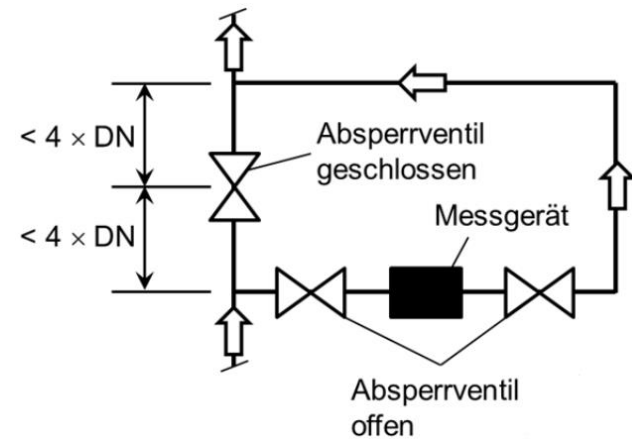 < 4 × DN
< 4 × DN
Absperrventil
geschlossen
Messgerät
Absperrventil
offen